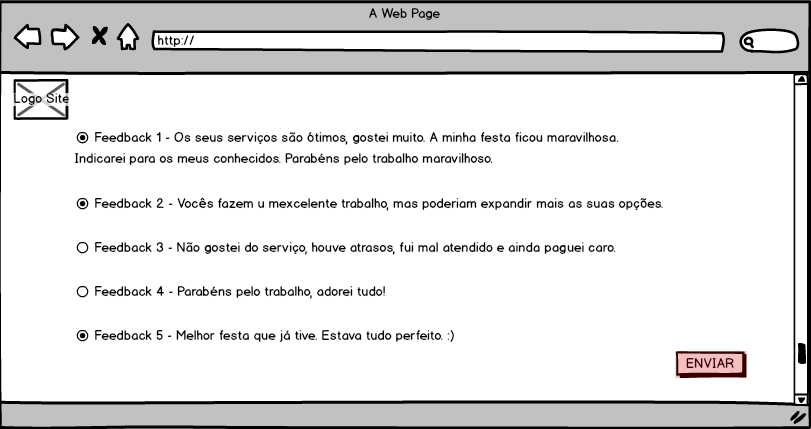 A Web Page
http://
Logo Site
Feedback 1 - Os seus serviços são ótimos, gostei muito. A minha festa ficou maravilhosa.
Indicarei para os meus conhecidos. Parabéns pelo trabalho maravilhoso.
Feedback 2 - Vocês fazem u mexcelente trabalho, mas poderiam expandir mais as suas opções.
Feedback 3 - Não gostei do serviço, houve atrasos, fui mal atendido e ainda paguei caro.
Feedback 4 - Parabéns pelo trabalho, adorei tudo!
Feedback 5 - Melhor festa que já tive. Estava tudo perfeito. :)
ENVIAR